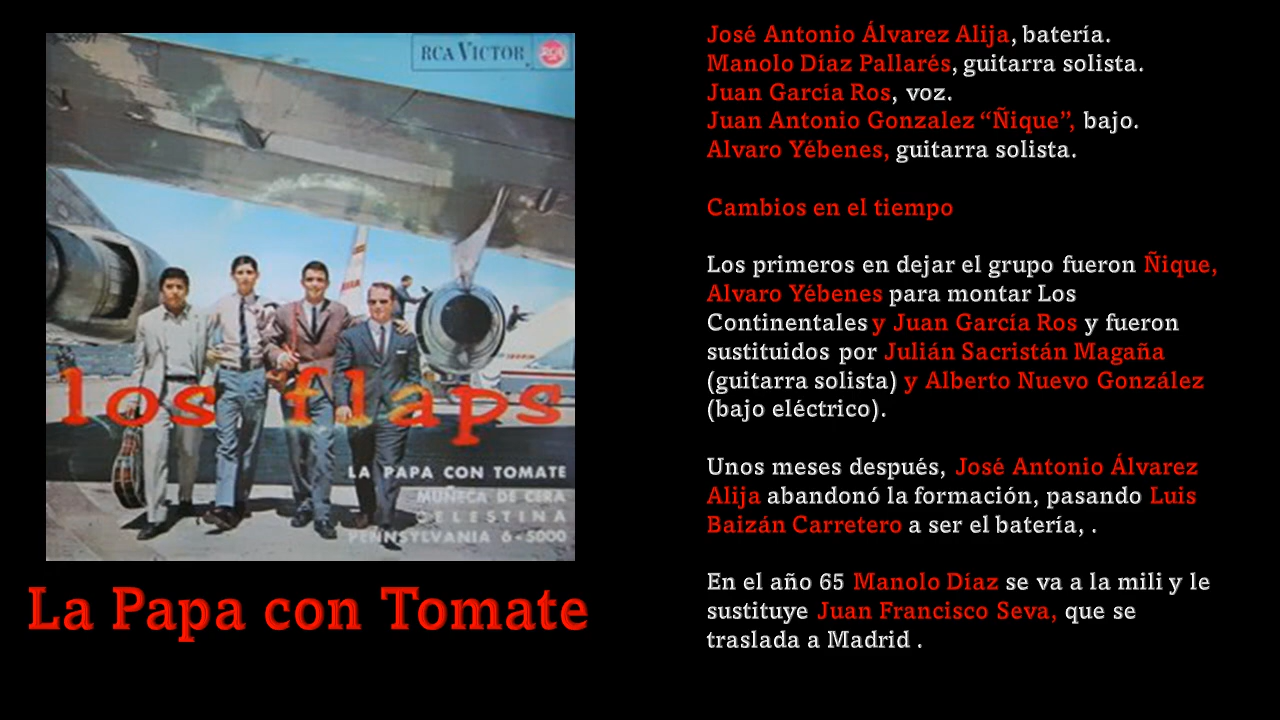 RCA VICTOR
RCA
los flaps
LA PAPA CON TOMATE
MUÑECA DE CERA
CELESTINA
PENNSYLVANIA 6-5000
La Papa con Tomate
José Antonio Álvarez Alija, batería.
Manolo Díaz Pallarés, guitarra solista.
Juan García Ros, voz.
Juan Antonio Gonzalez “Ñique”, bajo.
Alvaro Yébenes, guitarra solista.
Cambios en el tiempo
Los primeros en dejar el grupo fueron Ñique,
Alvaro Yébenes para montar Los
Continentales y Juan García Ros y fueron
sustituidos por Julián Sacristán Magaña
(guitarra solista) y Alberto Nuevo González
(bajo eléctrico).
Unos meses después, José Antonio Álvarez
Alija abandonó la formación, pasando Luis
Baizán Carretero a ser el batería, .
En el año 65 Manolo Díaz se va a la mili y le
sustituye Juan Francisco Seva, que se
traslada a Madrid .